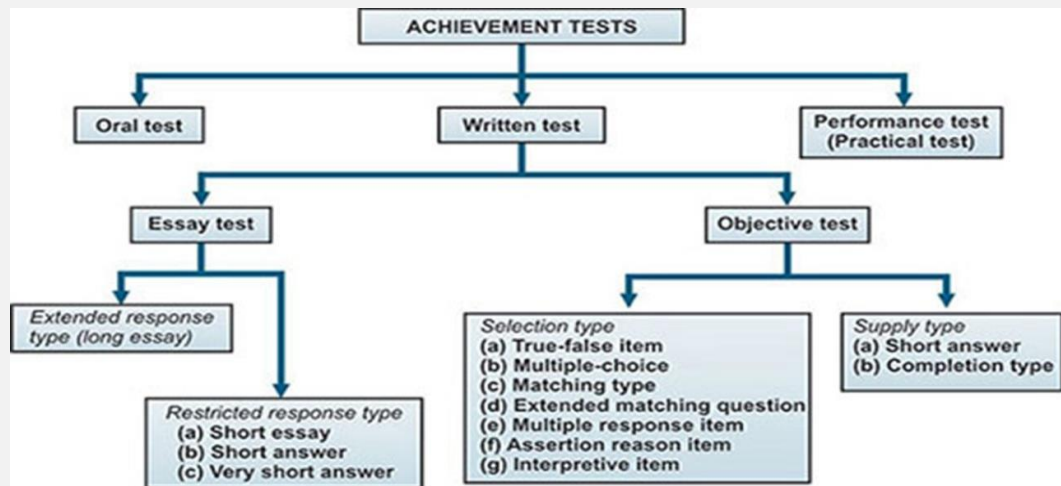 ACHIEVEMENT TESTS
Oral test
Written test
Performance test
(Practical test)
Essay test
Objective test
Extended response
type (long essay)
Restricted response type
(a) Short essay
(b) Short answer
(c) Very short answer
Selection type
(a) True-false item
(b) Multiple-choice
(c) Matching type
(d) Extended matching question
(e) Multiple response item
(f) Assertion reason item
(g) Interpretive item
Supply type
(a) Short answer
(b) Completion type